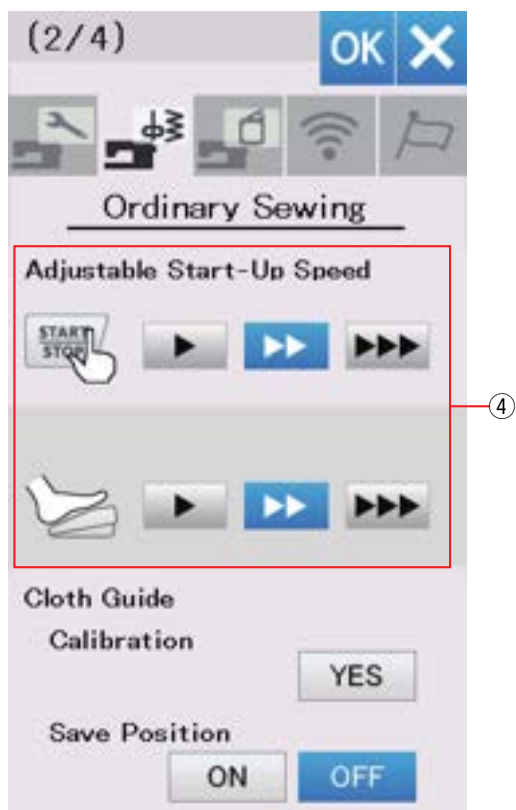 (2/4)
OK
Ordinary Sewing
Adjustable Start-Up Speed
START
STOP
④
Cloth Guide
Calibration
YES
Save Position
ON OFF